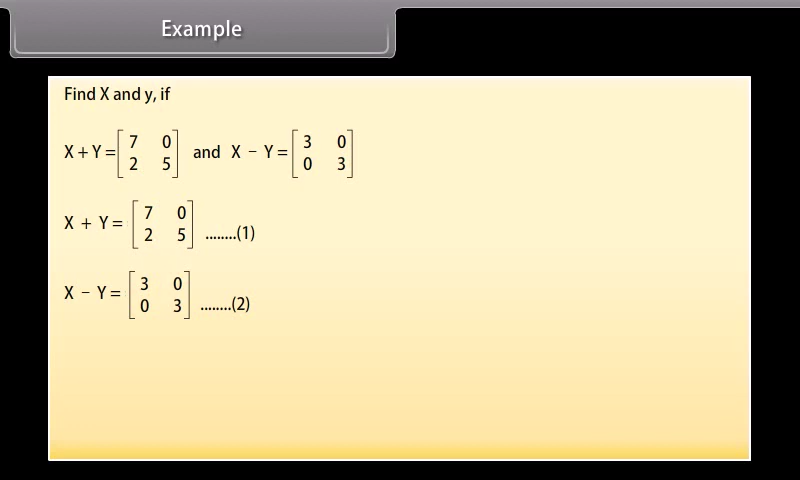 Example
Find X and y, if
X + Y = [ 7 0 ; 2 5 ] and X − Y = [ 3 0 ; 0 3 ]
X + Y = [ 7 0 ; 2 5 ] ........(1)
X − Y = [ 3 0 ; 0 3 ] ........(2)